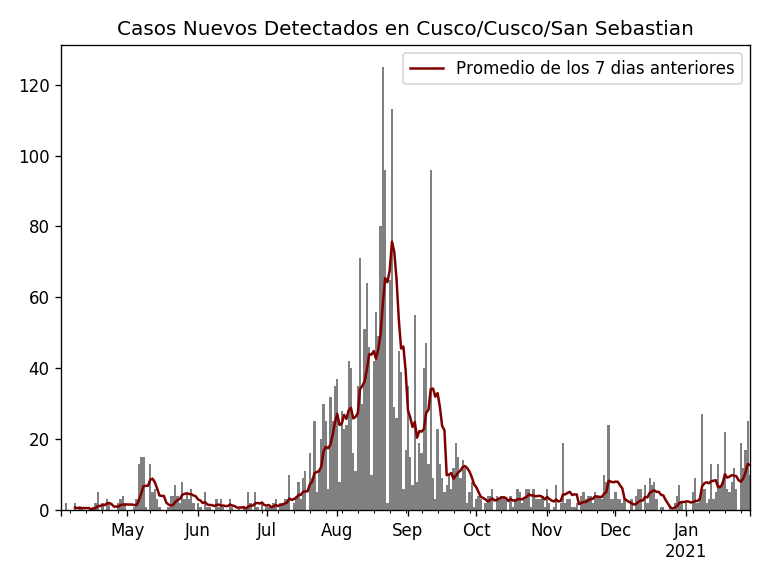 Casos Nuevos Detectados en Cusco/Cusco/San Sebastian
Promedio de los 7 dias anteriores
120
100
80
60
40
20
0
May Jun Jul Aug Sep Oct Nov Dec Jan
2021